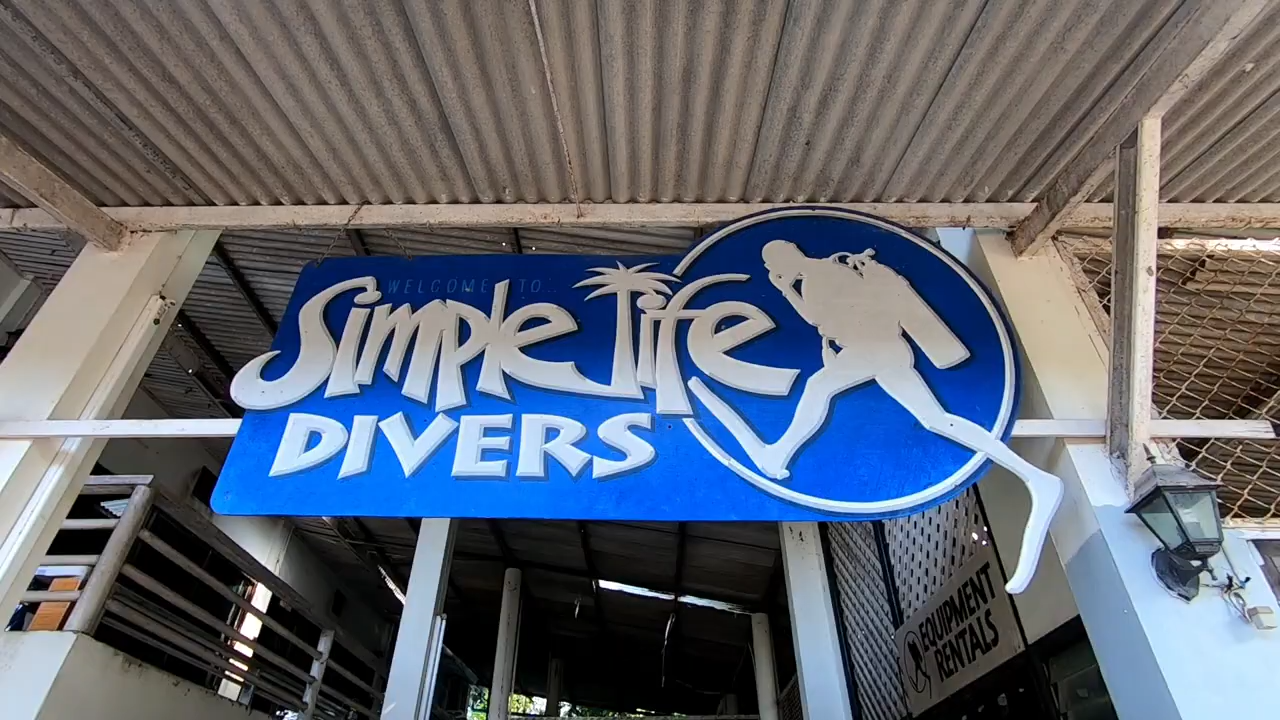 WELCOME TO...
Simple life
DIVERS
EQUIPMENT
RENTALS